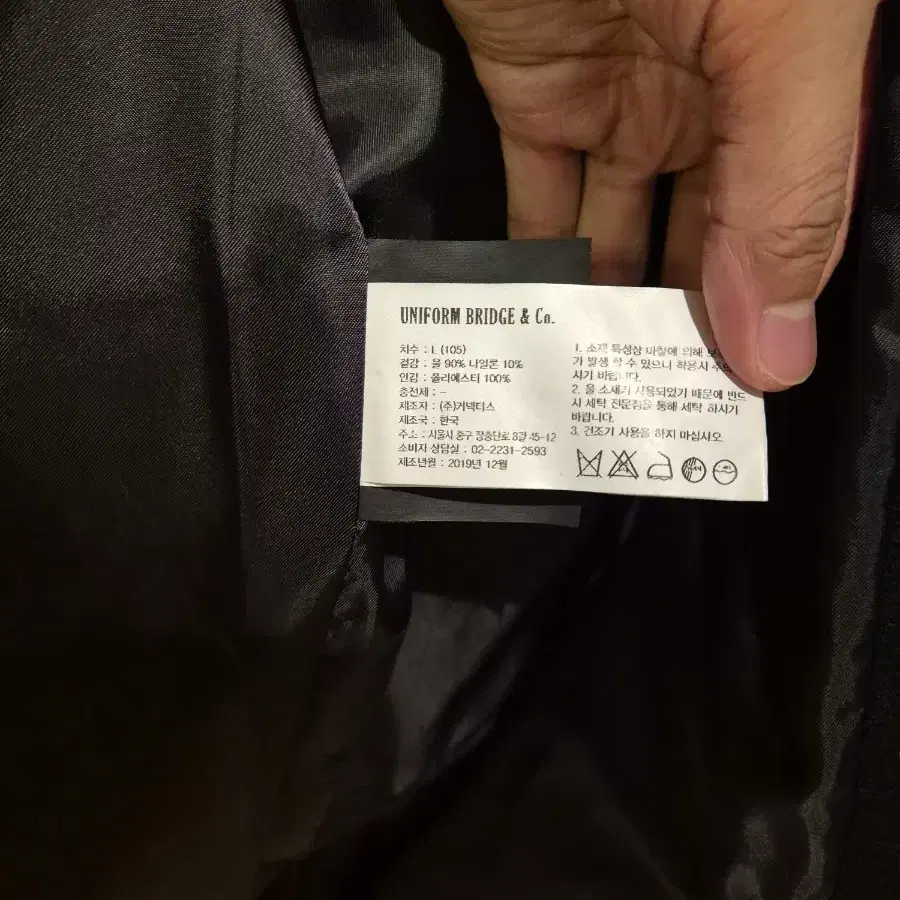 UNIFORM BRIDGE & Co.
치수 : L (105)
겉감 : 울 90% 나일론 10%
안감 : 폴리에스터 100%
충전제 : -
제조자 : (주)커넥터스
제조국 : 한국
주소 : 서울시 중구 장충단로 8길 45-12
소비자 상담실 : 02-2231-2593
제조년월 : 2019년 12월
1. 소재 특성상 마찰에 의해
가 발생 할 수 있으니 착용시
시기 바랍니다.
2. 울 소재가 사용되었기 때문에 반드
시 세탁 전문점을 통해 세탁 하시기
바랍니다.
3. 건조기 사용을 하지 마십시오